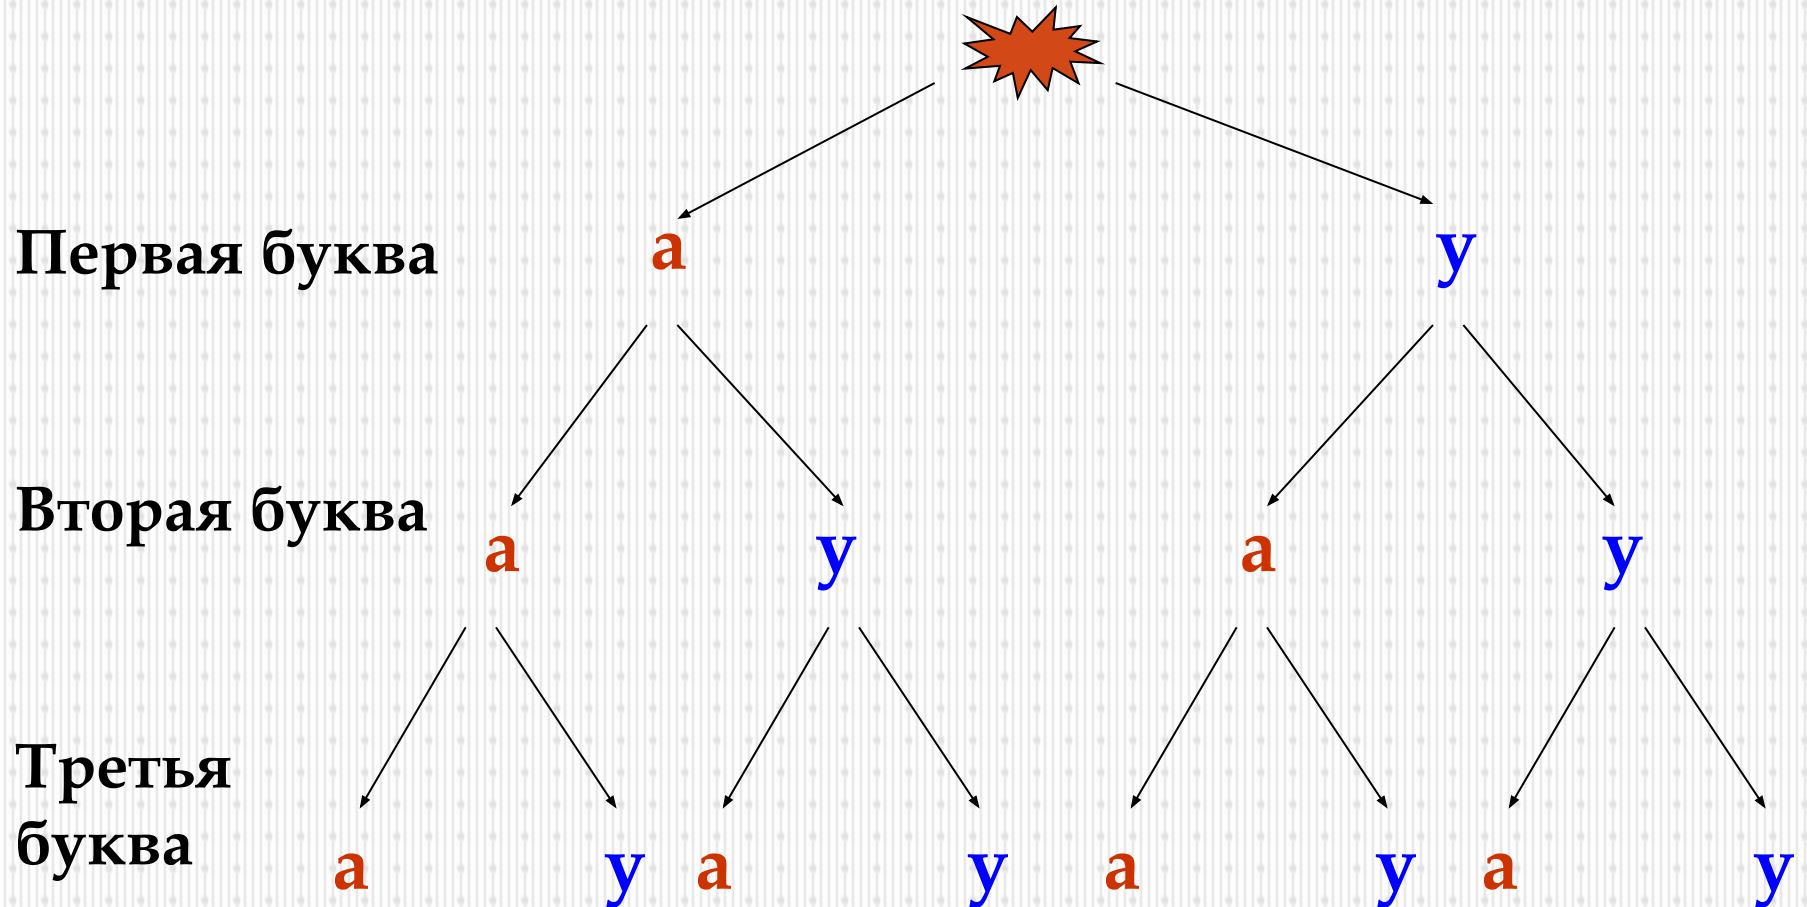 Первая буква
а у
Вторая буква
а у а у
Третья
буква
а у а у а у а у